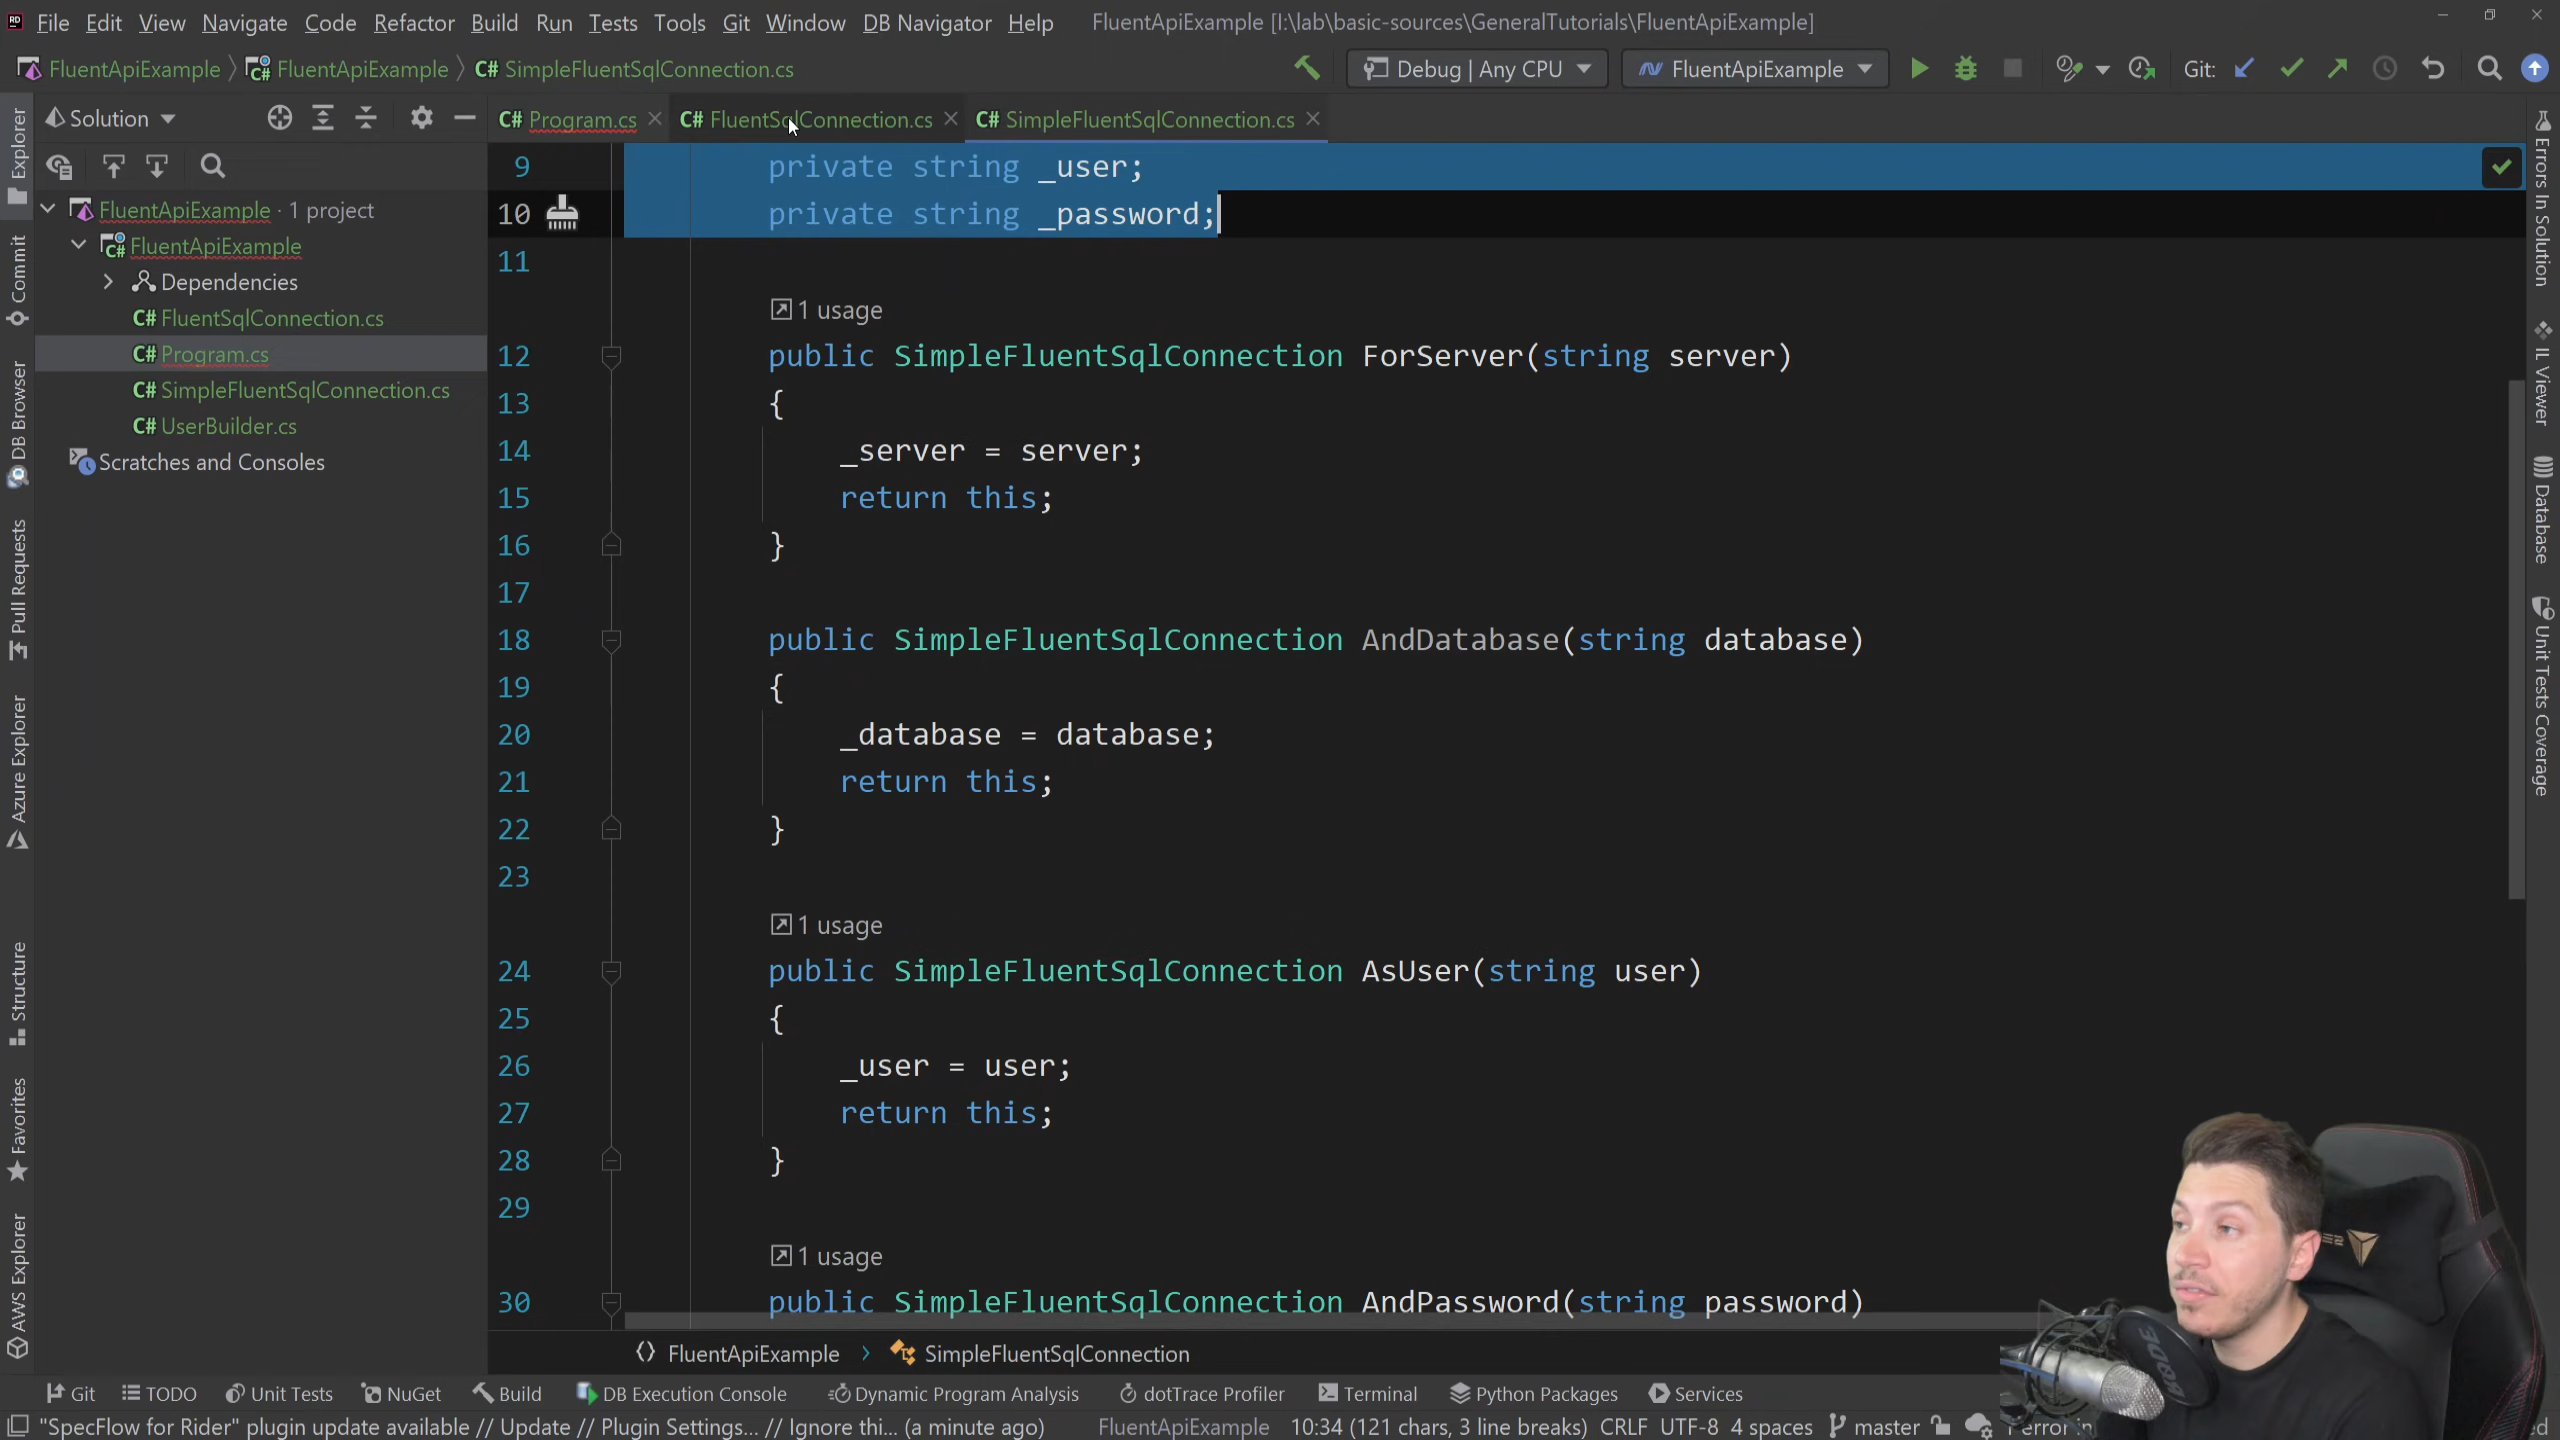 File Edit View Navigate Code Refactor Build Run Tests Tools Git Window DB Navigator Help FluentApiExample [I:\lab\basic-sources\GeneralTutorials\FluentApiExample]
FluentApiExample FluentApiExample C# SimpleFluentSqlConnection.cs Debug | Any CPU FluentApiExample Git:
Solution C# Program.cs C# FluentSqlConnection.cs C# SimpleFluentSqlConnection.cs
FluentApiExample · 1 project
FluentApiExample
Dependencies
C# FluentSqlConnection.cs
C# Program.cs
C# SimpleFluentSqlConnection.cs
C# UserBuilder.cs
Scratches and Consoles
Explorer
Commit
DB Browser
Pull Requests
Azure Explorer
Structure
Favorites
AWS Explorer
9 private string _user;
10 private string _password;
11
1 usage
12 public SimpleFluentSqlConnection ForServer(string server)
13 {
14 _server = server;
15 return this;
16 }
17
18 public SimpleFluentSqlConnection AndDatabase(string database)
19 {
20 _database = database;
21 return this;
22 }
23
1 usage
24 public SimpleFluentSqlConnection AsUser(string user)
25 {
26 _user = user;
27 return this;
28 }
29
1 usage
30 public SimpleFluentSqlConnection AndPassword(string password)
Errors In Solution
IL Viewer
Database
Unit Tests Coverage
FluentApiExample SimpleFluentSqlConnection
Git TODO Unit Tests NuGet Build DB Execution Console Dynamic Program Analysis dotTrace Profiler Terminal Python Packages Services
"SpecFlow for Rider" plugin update available // Update // Plugin Settings... // Ignore thi... (a minute ago) FluentApiExample 10:34 (121 chars, 3 line breaks) CRLF UTF-8 4 spaces master